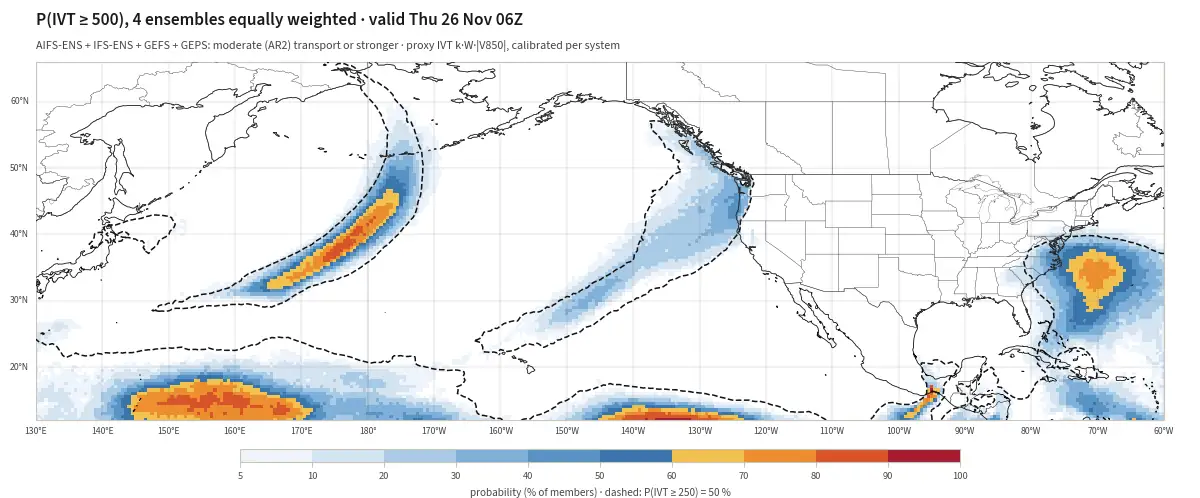 P(IVT ≥ 500), 4 ensembles equally weighted · valid Thu 26 Nov 06Z
AIFS-ENS + IFS-ENS + GEFS + GEPS: moderate (AR2) transport or stronger · proxy IVT k·W·|V850|, calibrated per system
60°N
50°N
40°N
30°N
20°N
130°E 140°E 150°E 160°E 170°E 180° 170°W 160°W 150°W 140°W 130°W 120°W 110°W 100°W 90°W 80°W 70°W 60°W
5 10 20 30 40 50 60 70 80 90 100
probability (% of members) · dashed: P(IVT ≥ 250) = 50 %